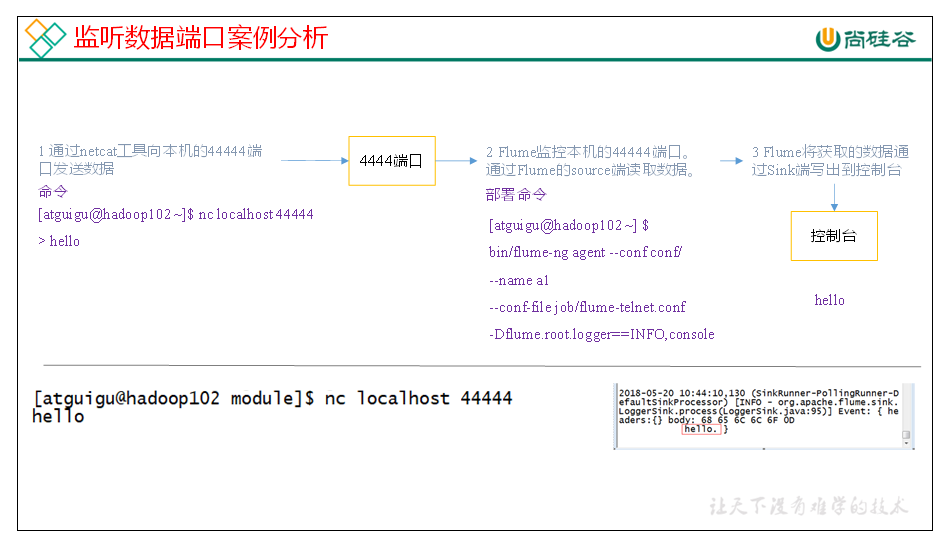 监听数据端口案例分析
尚硅谷
1 通过netcat工具向本机的44444端
口发送数据
命令
[atguigu@hadoop102 ~]$ nc localhost 44444
> hello
4444端口
2 Flume监控本机的44444端口。
通过Flume的source端读取数据。
部署命令
[atguigu@hadoop102 ~] $
bin/flume-ng agent --conf conf/
--name a1
--conf-file job/flume-telnet.conf
-Dflume.root.logger==INFO,console
3 Flume将获取的数据通
过Sink端写出到控制台
控制台
hello
[atguigu@hadoop102 module]$ nc localhost 44444
hello
2018-05-20 10:44:10,130 (SinkRunner-PollingRunner-D
efaultSinkProcessor) [INFO - org.apache.flume.sink.
LoggerSink.process(LoggerSink.java:95)] Event: { he
aders:{} body: 68 65 6C 6C 6F 0D
hello. }
让天下没有难学的技术